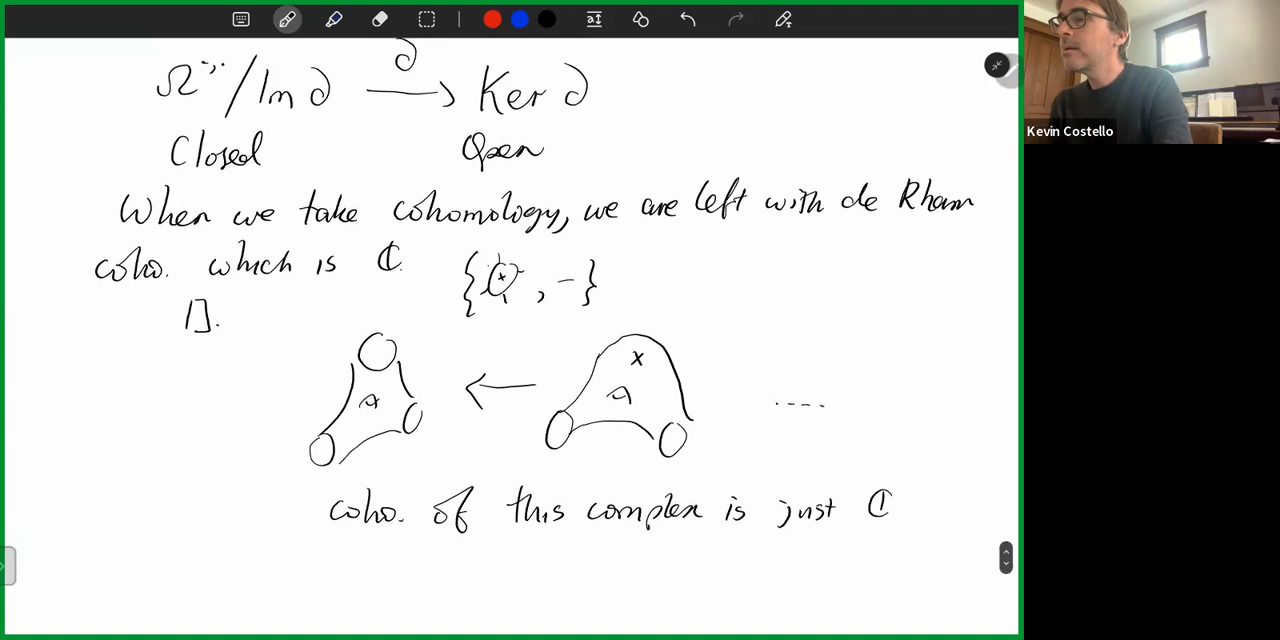 Ω^{·,·}/Im ∂ ⟶ ∂ Ker ∂
Closed Open
When we take cohomology, we are left with de Rham
coho. which is ℂ. { , – }
×
←
....
coho. of this complex is just ℂ
Kevin Costello